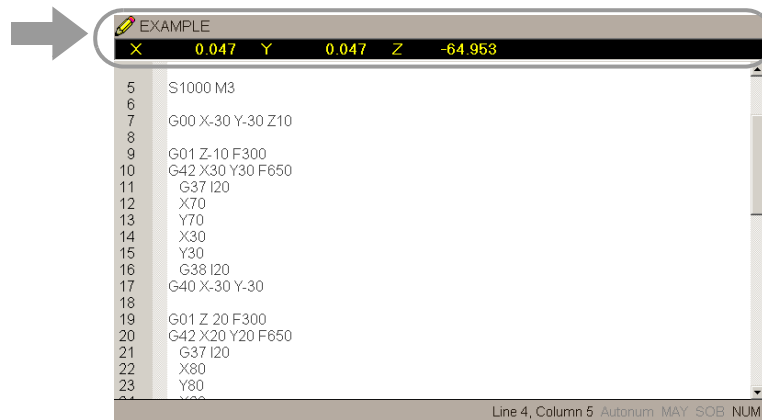 EXAMPLE
X 0.047 Y 0.047 Z -64.953
5 S1000 M3
6
7 G00 X-30 Y-30 Z10
8
9 G01 Z-10 F300
10 G42 X30 Y30 F650
11 G37 I20
12 X70
13 Y70
14 X30
15 Y30
16 G38 I20
17 G40 X-30 Y-30
18
19 G01 Z 20 F300
20 G42 X20 Y20 F650
21 G37 I20
22 X80
23 Y80
Line 4, Column 5 Autonum MAY SOB NUM